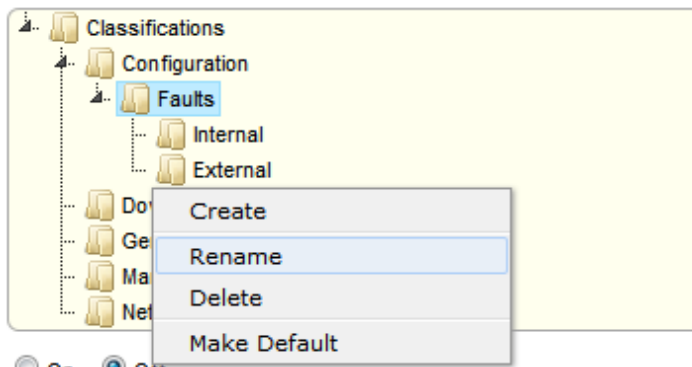 Classifications
Configuration
Faults
Internal
External
Create
Rename
Delete
Make Default